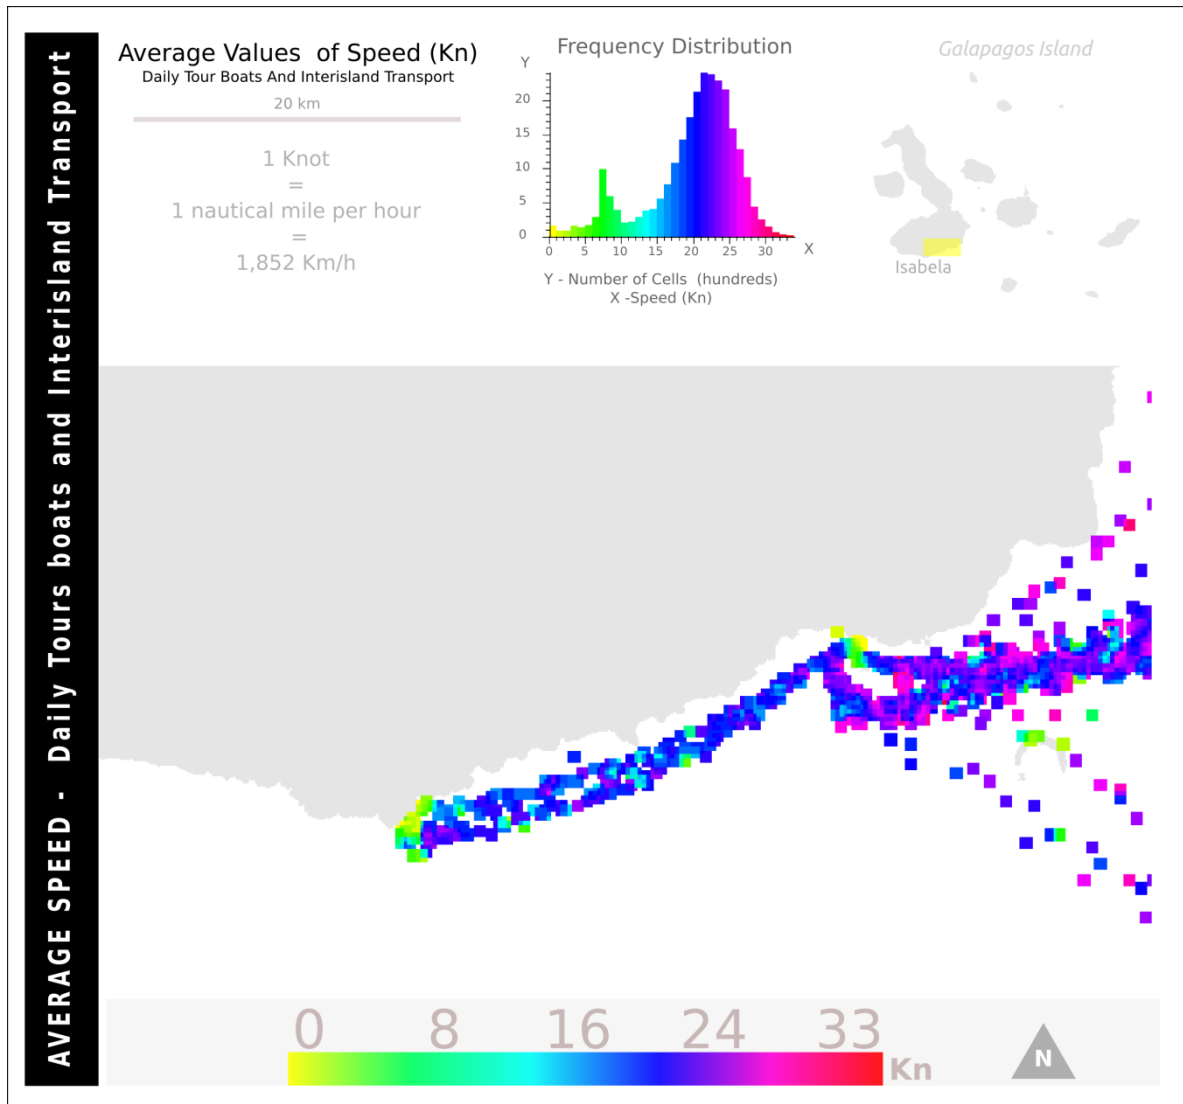 AVERAGE SPEED - Daily Tours boats and Interisland Transport
Average Values of Speed (Kn)
Daily Tour Boats And Interisland Transport
20 km
1 Knot
=
1 nautical mile per hour
=
1,852 Km/h
Frequency Distribution
Y
20
15
10
5
0
0 5 10 15 20 25 30 X
Y - Number of Cells (hundreds)
X -Speed (Kn)
Galapagos Island
Isabela
0 8 16 24 33
Kn
N